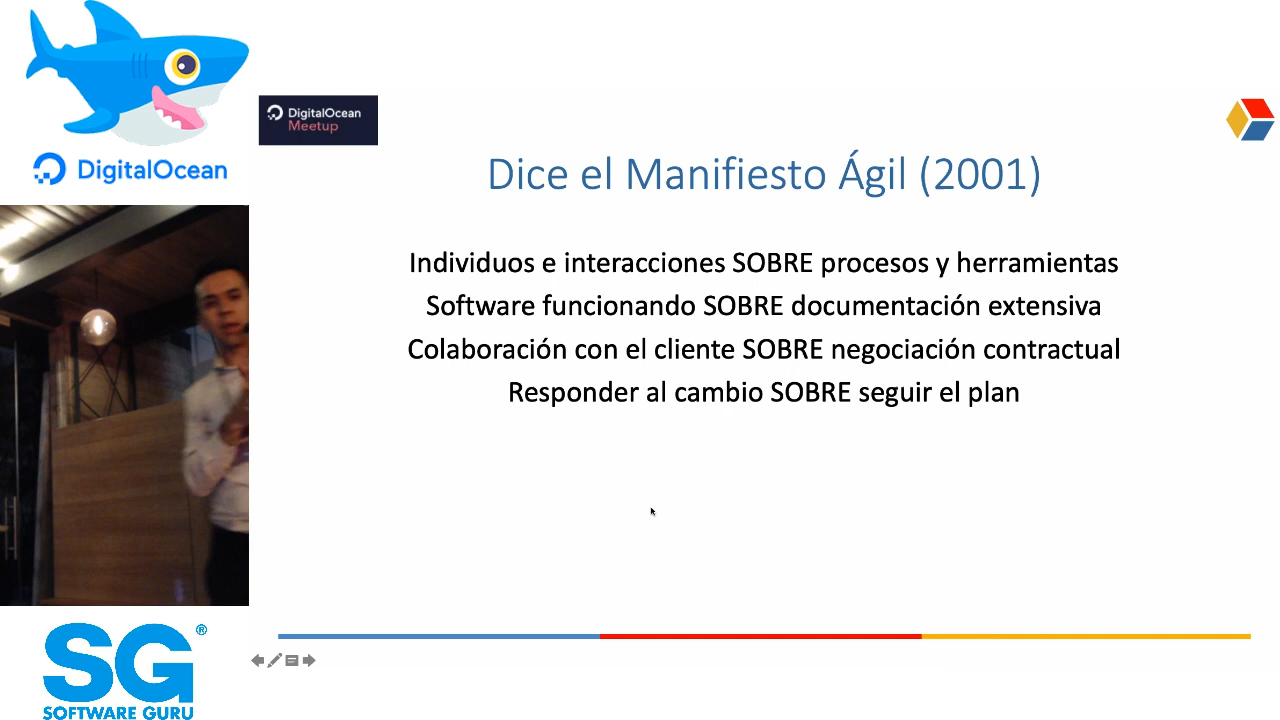 DigitalOcean
DigitalOcean
Meetup
Dice el Manifiesto Ágil (2001)
Individuos e interacciones SOBRE procesos y herramientas
Software funcionando SOBRE documentación extensiva
Colaboración con el cliente SOBRE negociación contractual
Responder al cambio SOBRE seguir el plan
SG®
SOFTWARE GURU